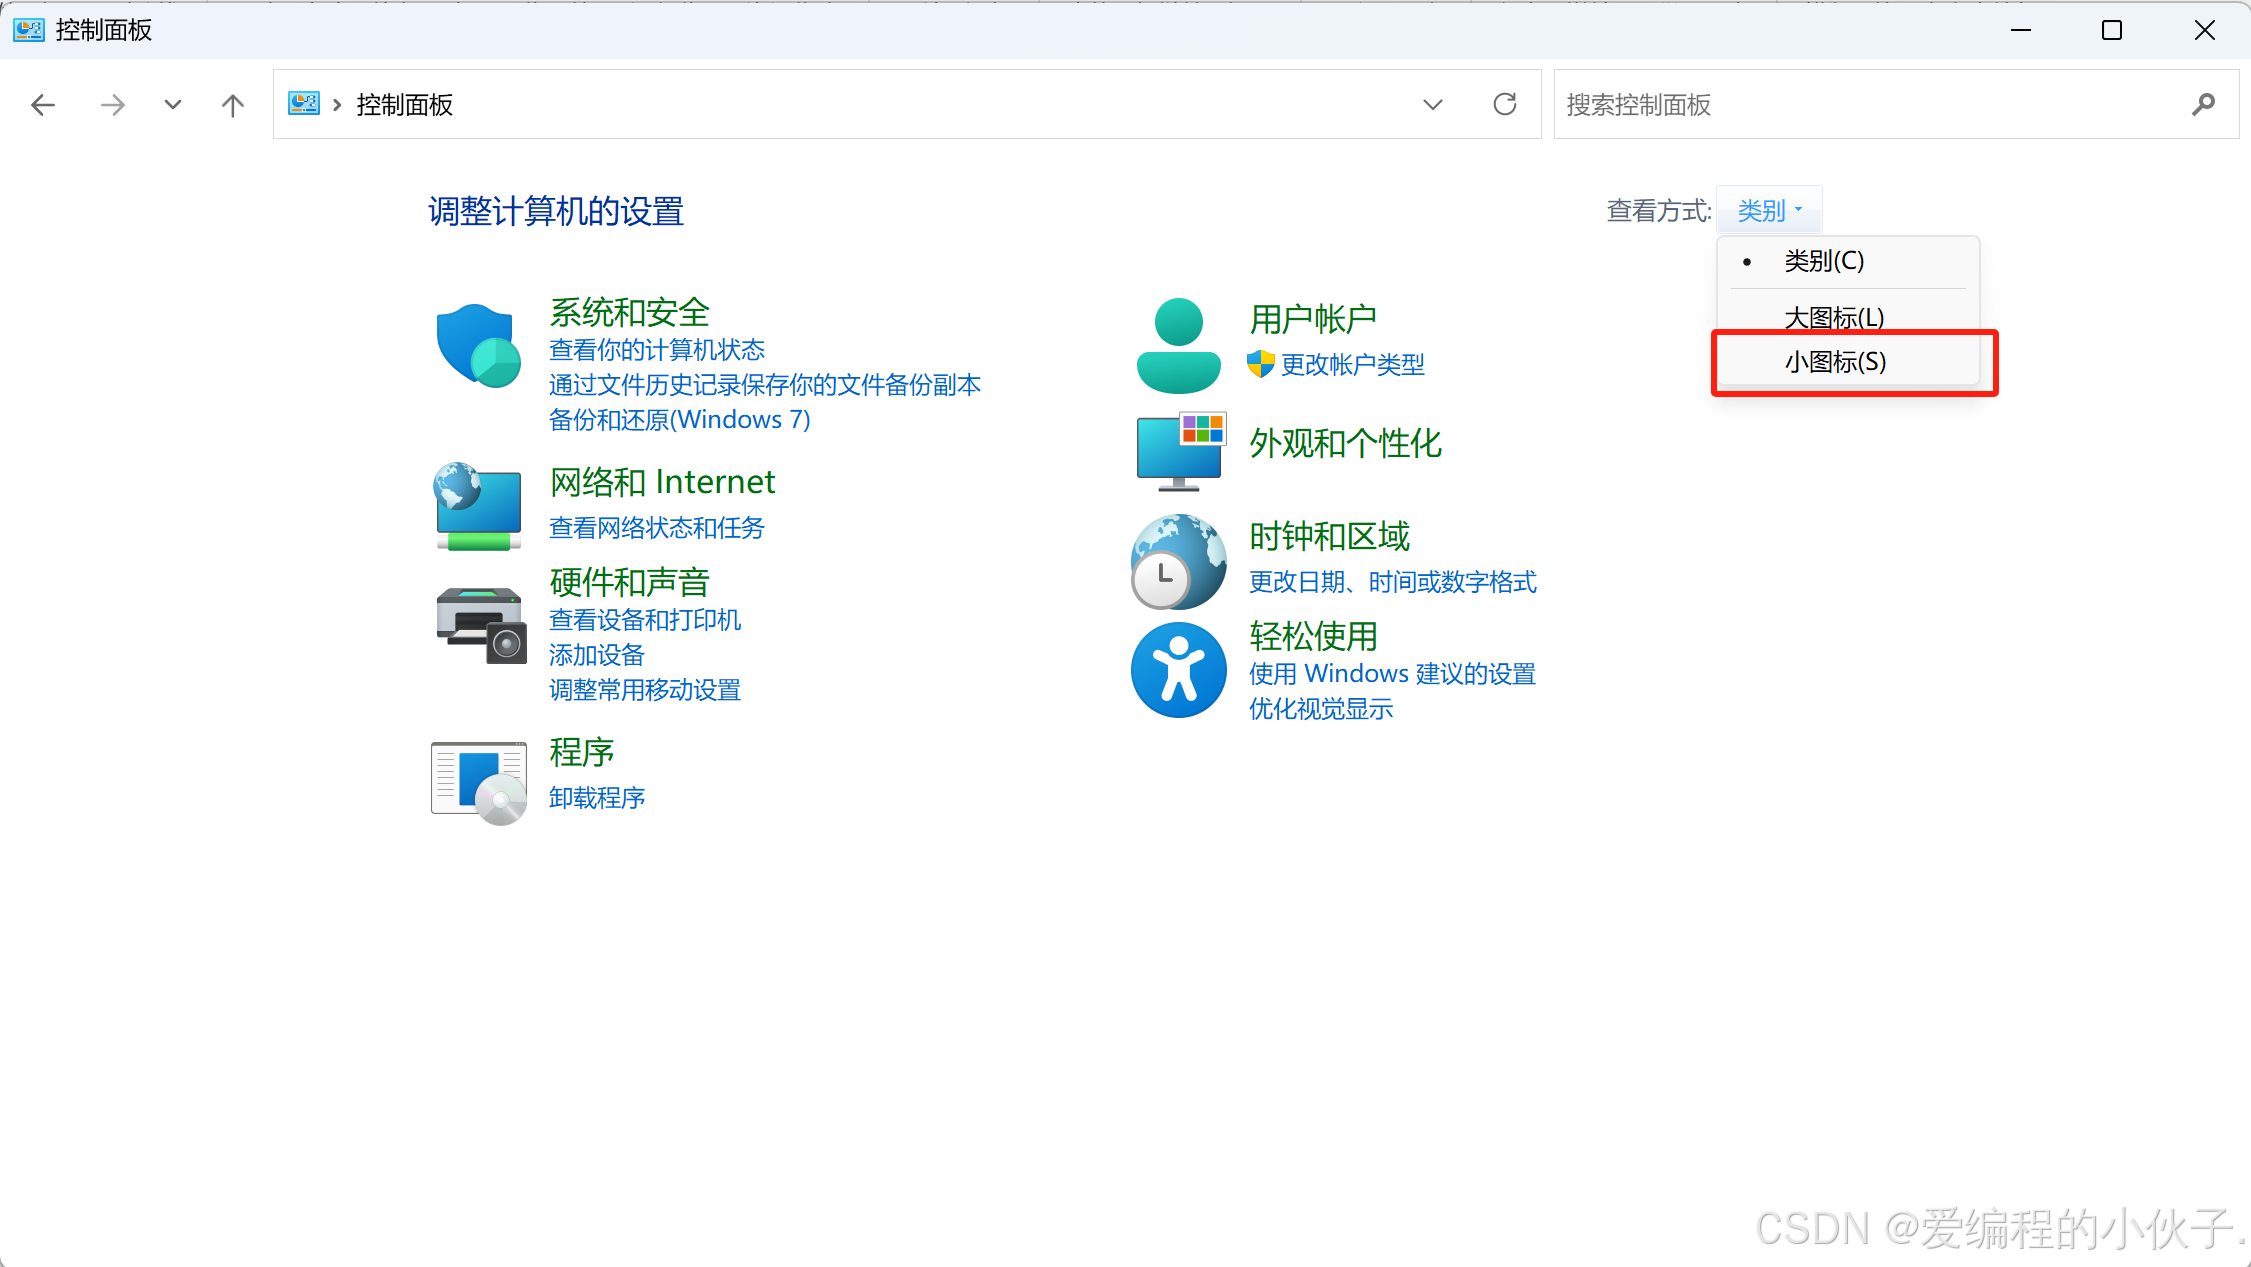 控制面板
控制面板
搜索控制面板
调整计算机的设置
查看方式: 类别
类别(C)
大图标(L)
小图标(S)
系统和安全
查看你的计算机状态
通过文件历史记录保存你的文件备份副本
备份和还原(Windows 7)
网络和 Internet
查看网络状态和任务
硬件和声音
查看设备和打印机
添加设备
调整常用移动设置
程序
卸载程序
用户帐户
更改帐户类型
外观和个性化
时钟和区域
更改日期、时间或数字格式
轻松使用
使用 Windows 建议的设置
优化视觉显示
CSDN @爱编程的小伙子.